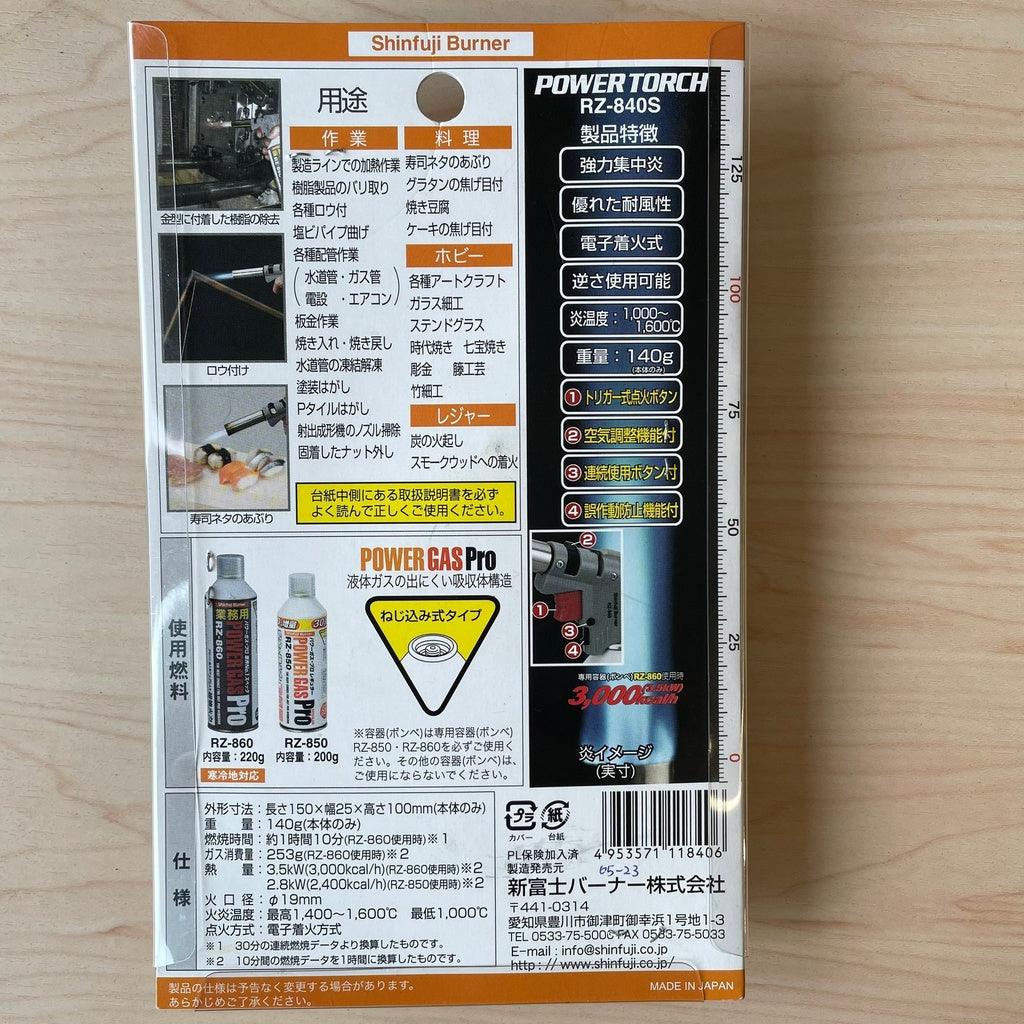 Shinfuji Burner
用途
作業
製造ラインでの加熱作業
樹脂製品のバリ取り
各種ロウ付
塩ビパイプ曲げ
各種配管作業
(水道管・ガス管
電設・エアコン)
板金作業
焼き入れ・焼き戻し
水道管の凍結解凍
塗装はがし
Pタイルはがし
射出成形機のノズル掃除
固着したナット外し
料理
寿司ネタのあぶり
グラタンの焦げ目付
焼き豆腐
ケーキの焦げ目付
ホビー
各種アートクラフト
ガラス細工
ステンドグラス
時代焼き 七宝焼き
彫金 藤工芸
竹細工
レジャー
炭の火起し
スモークウッドへの着火
金型に付着した樹脂の除去
ロウ付け
寿司ネタのあぶり
台紙中側にある取扱説明書を必ず
よく読んで正しくご使用ください。
POWER TORCH
RZ-840S
製品特徴
強力集中炎
優れた耐風性
電子着火式
逆さ使用可能
炎温度：1,000〜
1,600℃
重量：140g
(本体のみ)
① トリガー式点火ボタン
② 空気調整機能付
③ 連続使用ボタン付
④ 誤作動防止機能付
②
①
③
④
Shinfuji Burner
専用容器(ボンベ)RZ-860使用時
3,000kcal/h
(3.5kW)
炎イメージ
(実寸)
125
100
75
50
25
0
使用燃料
POWER GAS Pro
液体ガスの出にくい吸収体構造
ねじ込み式タイプ
Shinfuji Burner
業務用
RZ-860
POWER GAS Pro
Shinfuji Burner
RZ-850
POWER GAS Pro
RZ-860
内容量：220g
寒冷地対応
RZ-850
内容量：200g
※容器(ボンベ)は専用容器(ボンベ)
RZ-850・RZ-860を必ずご使用く
ださい。その他の容器(ボンベ)は、
ご使用にならないでください。
仕様
外形寸法：長さ150×幅25×高さ100mm(本体のみ)
重量：140g(本体のみ)
燃焼時間：約1時間10分(RZ-860使用時)※1
ガス消費量：253g(RZ-860使用時)※2
熱量：3.5kW(3,000kcal/h)(RZ-860使用時)※2
2.8kW(2,400kcal/h)(RZ-850使用時)※2
火口径：φ19mm
火炎温度：最高1,400〜1,600℃ 最低1,000℃
点火方式：電子着火方式
※1 30分の連続燃焼データより換算したものです。
※2 10分間の燃焼データを1時間に換算したものです。
プラ
カバー
紙
台紙
4 953571 118406
PL保険加入済
製造発売元
05-23
新富士バーナー株式会社
〒441-0314
愛知県豊川市御津町御幸浜1号地1-3
TEL 0533-75-5000 FAX 0533-75-5033
E-mail : info@shinfuji.co.jp
http://www.shinfuji.co.jp/
製品の仕様は予告なく変更する場合があります。
あらかじめご了承ください。
MADE IN JAPAN